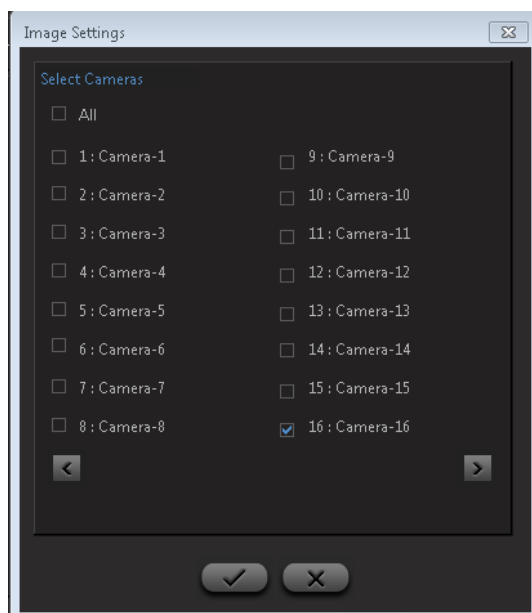 Image Settings
Select Cameras
All
1 : Camera-1
2 : Camera-2
3 : Camera-3
4 : Camera-4
5 : Camera-5
6 : Camera-6
7 : Camera-7
8 : Camera-8
9 : Camera-9
10 : Camera-10
11 : Camera-11
12 : Camera-12
13 : Camera-13
14 : Camera-14
15 : Camera-15
16 : Camera-16